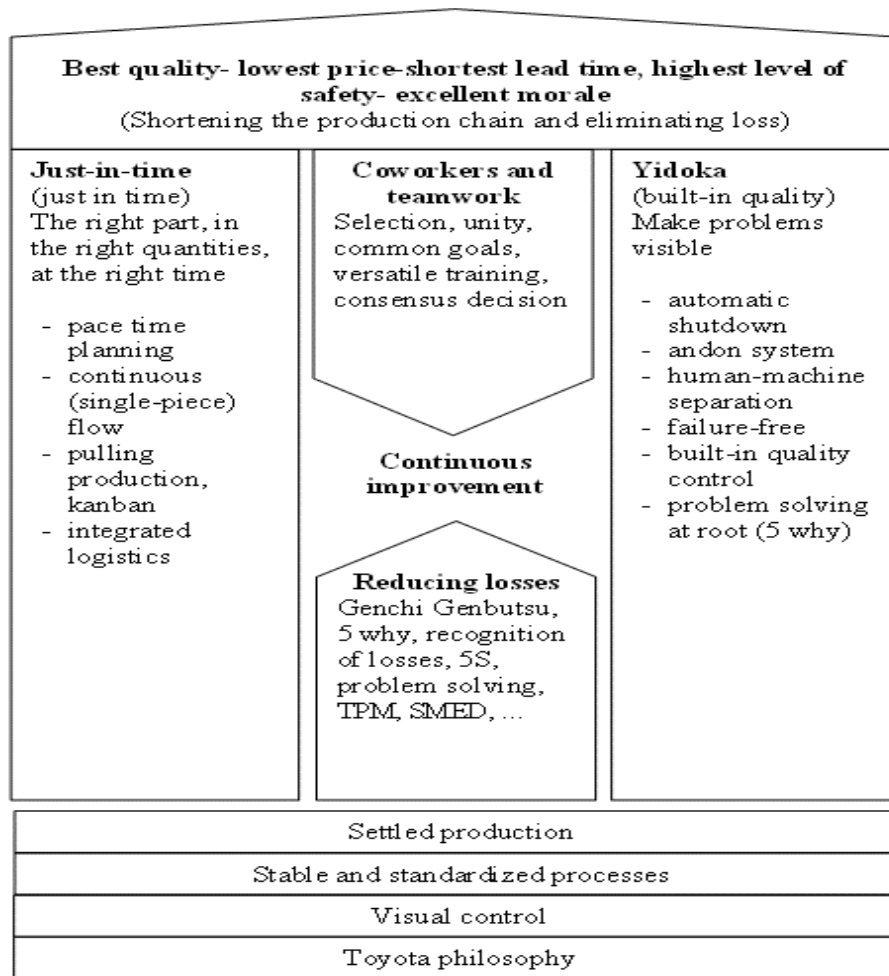 Best quality- lowest price-shortest lead time, highest level of
safety- excellent morale
(Shortening the production chain and eliminating loss)
Just-in-time
(just in time)
The right part, in
the right quantities,
at the right time
- pace time
planning
- continuous
(single-piece)
flow
- pulling
production,
kanban
- integrated
logistics
Coworkers and
teamwork
Selection, unity,
common goals,
versatile training,
consensus decision
Continuous
improvement
Reducing losses
Genchi Genbutsu,
5 why, recognition
of losses, 5S,
problem solving,
TPM, SMED, ...
Yidoka
(built-in quality)
Make problems
visible
- automatic
shutdown
- andon system
- human-machine
separation
- failure-free
- built-in quality
control
- problem solving
at root (5 why)
Settled production
Stable and standardized processes
Visual control
Toyota philosophy